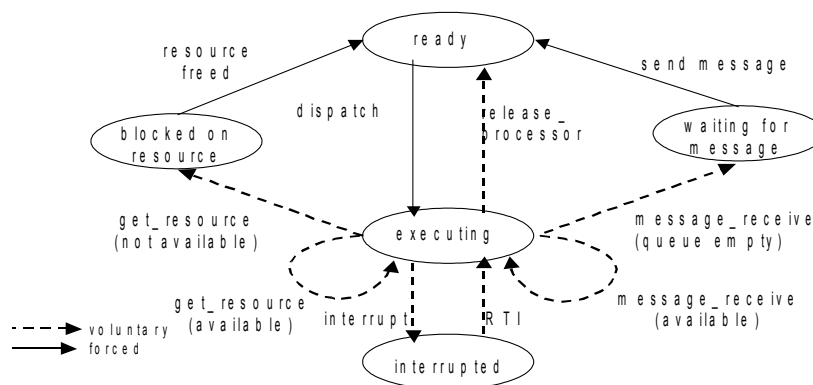 ready
resource
freed
send message
dispatch
release_
processor
blocked on
resource
waiting for
message
get_resource
(not available)
executing
message_receive
(queue empty)
get_resource
(available)
interrupt
RTI
message_receive
(available)
voluntary
forced
interrupted